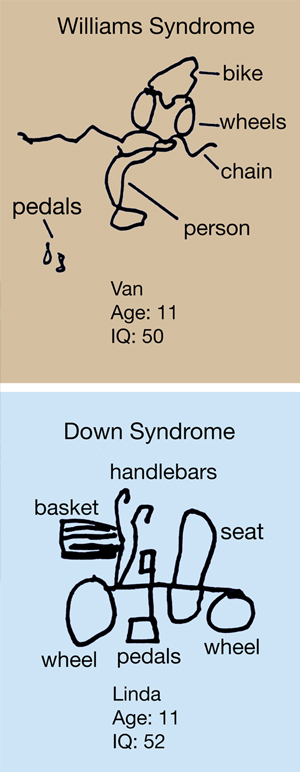 Williams Syndrome
bike
wheels
chain
pedals
person
Van
Age: 11
IQ: 50
Down Syndrome
handlebars
basket
seat
wheel
pedals
wheel
Linda
Age: 11
IQ: 52